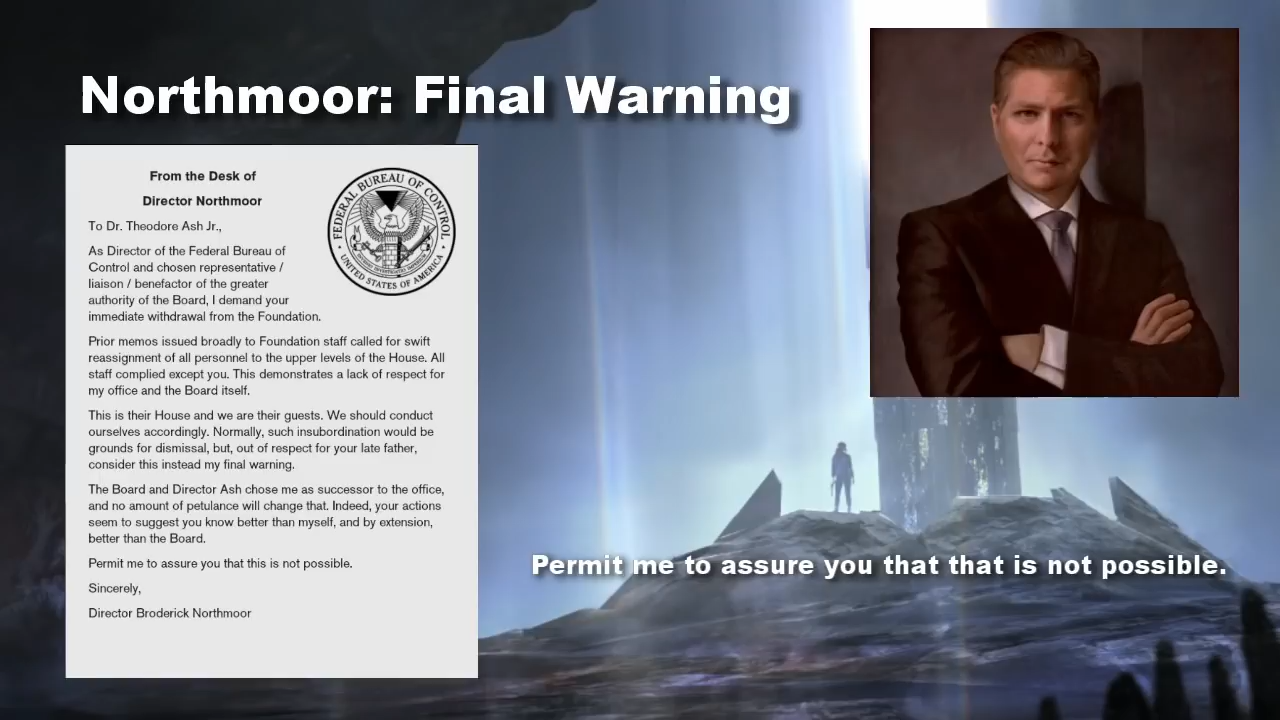 Northmoor: Final Warning
From the Desk of
Director Northmoor
FEDERAL BUREAU OF CONTROL
UNITED STATES OF AMERICA
To Dr. Theodore Ash Jr.,
As Director of the Federal Bureau of
Control and chosen representative /
liaison / benefactor of the greater
authority of the Board, I demand your
immediate withdrawal from the Foundation.
Prior memos issued broadly to Foundation staff called for swift
reassignment of all personnel to the upper levels of the House. All
staff complied except you. This demonstrates a lack of respect for
my office and the Board itself.
This is their House and we are their guests. We should conduct
ourselves accordingly. Normally, such insubordination would be
grounds for dismissal, but, out of respect for your late father,
consider this instead my final warning.
The Board and Director Ash chose me as successor to the office,
and no amount of petulance will change that. Indeed, your actions
seem to suggest you know better than myself, and by extension,
better than the Board.
Permit me to assure you that this is not possible.
Sincerely,
Director Broderick Northmoor
Permit me to assure you that that is not possible.